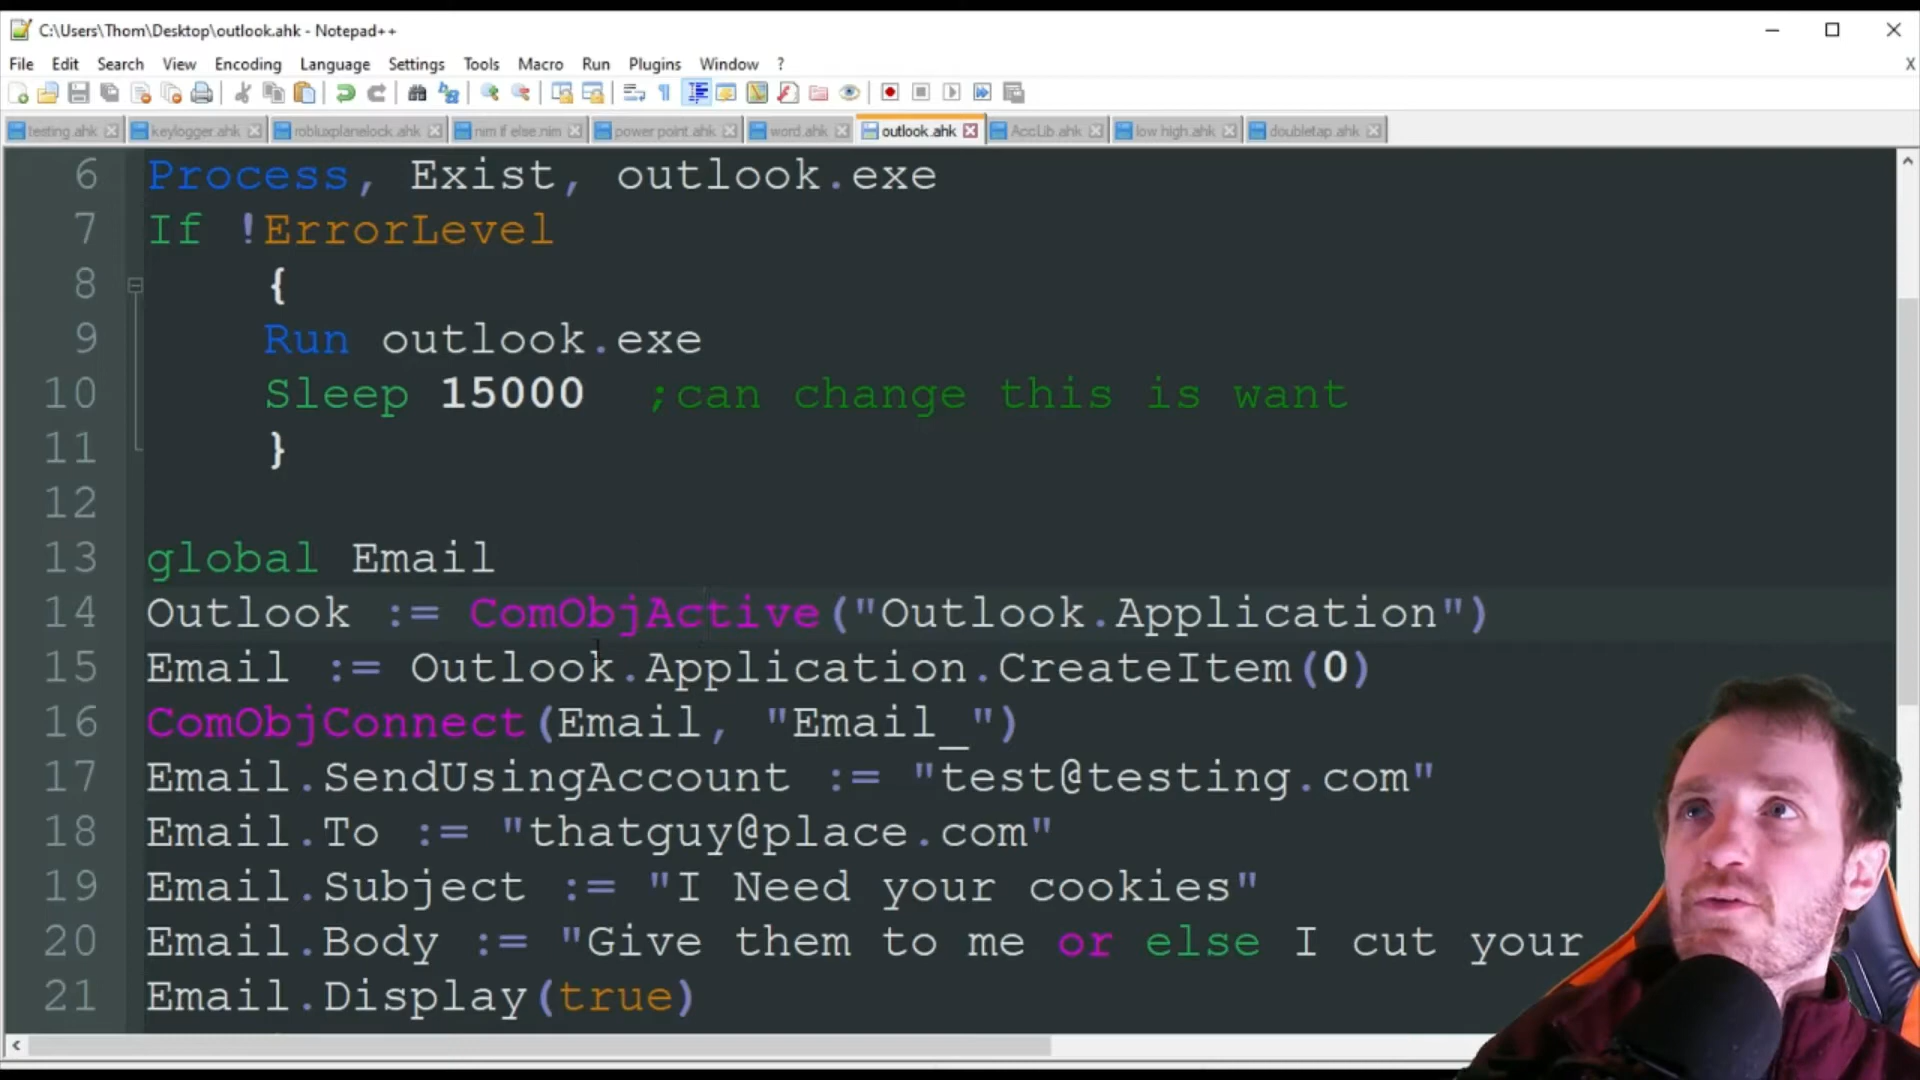 C:\Users\Thom\Desktop\outlook.ahk - Notepad++
File Edit Search View Encoding Language Settings Tools Macro Run Plugins Window ? X
testing.ahk keylogger.ahk robluxplanelock.ahk nim if else.nim power point.ahk word.ahk outlook.ahk AccLib.ahk low high.ahk doubletap.ahk
6 Process, Exist, outlook.exe
7 If !ErrorLevel
8 {
9 Run outlook.exe
10 Sleep 15000 ;can change this is want
11 }
12
13 global Email
14 Outlook := ComObjActive("Outlook.Application")
15 Email := Outlook.Application.CreateItem(0)
16 ComObjConnect(Email, "Email_")
17 Email.SendUsingAccount := "test@testing.com"
18 Email.To := "thatguy@place.com"
19 Email.Subject := "I Need your cookies"
20 Email.Body := "Give them to me or else I cut your
21 Email.Display(true)